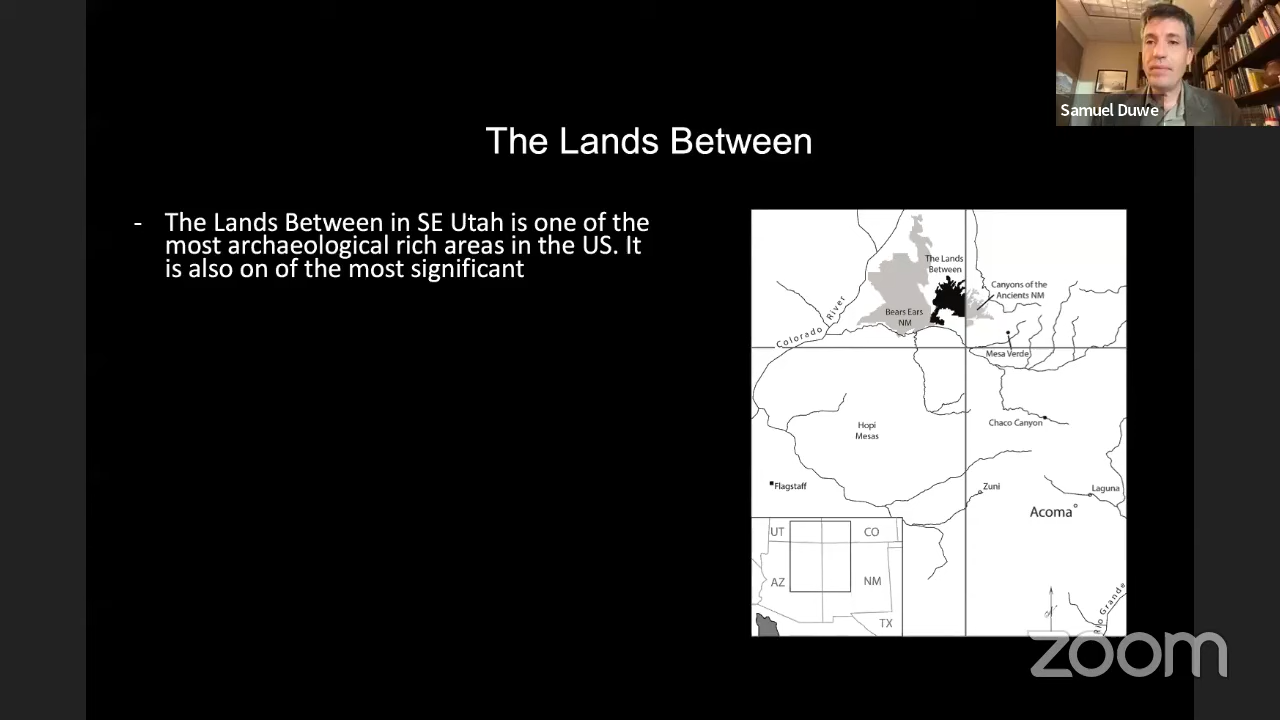 Samuel Duwe
The Lands Between
- The Lands Between in SE Utah is one of the
most archaeological rich areas in the US. It
is also on of the most significant
The Lands
Between
Canyons of the
Ancients NM
Bears Ears
NM
Colorado River
Mesa Verde
Hopi
Mesas
Chaco Canyon
Flagstaff
Zuni
Laguna
Acoma
UT
CO
AZ
NM
TX
Rio Grande
zoom